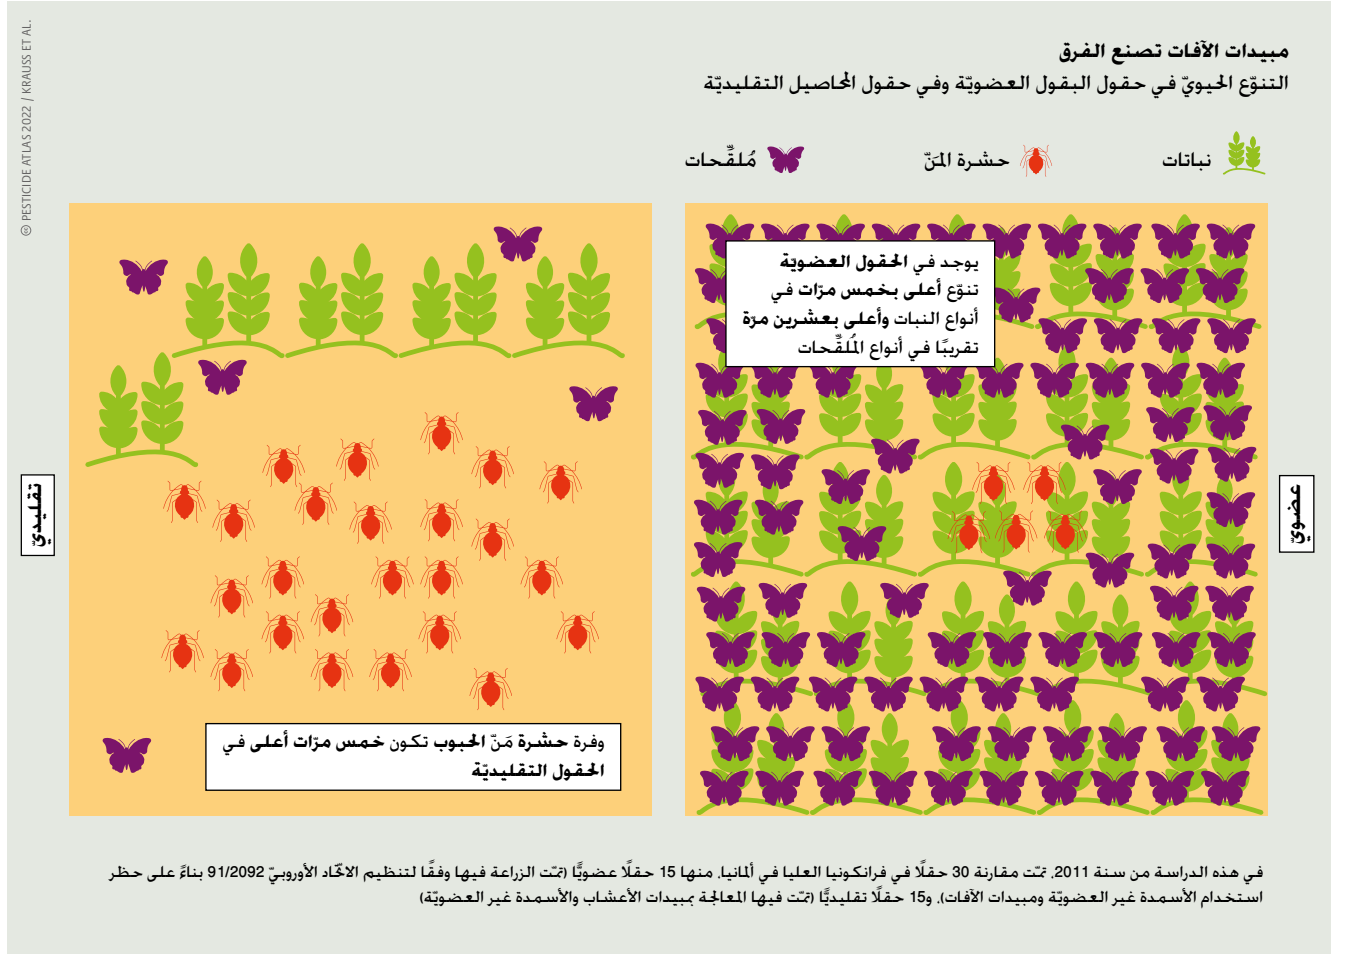 مبيدات الآفات تصنع الفرق
التنوّع الحيويّ في حقول البقول العضويّة وفي حقول المحاصيل التقليديّة
نباتات
حشرة المَنّ
مُلقِّحات
يوجد في الحقول العضوية
تنوّع أعلى بخمس مرّات في
أنواع النبات وأعلى بعشرين مرّة
تقريبًا في أنواع المُلقِّحات
عضويّ
وفرة حشرة مَنّ الحبوب تكون خمس مرّات أعلى في
الحقول التقليديّة
تقليديّ
في هذه الدراسة من سنة 2011، تمّت مقارنة 30 حقلًا في فرانكونيا العليا في ألمانيا، منها 15 حقلًا عضويًّا (تمّت الزراعة فيها وفقًا لتنظيم الاتّحاد الأوروبيّ 91/2092 بناءً على حظر
استخدام الأسمدة غير العضويّة ومبيدات الآفات)، و15 حقلًا تقليديًّا (تمّت فيها المعالجة بمبيدات الأعشاب والأسمدة غير العضويّة)
PESTICIDE ATLAS 2022 / KRAUSS ET AL.